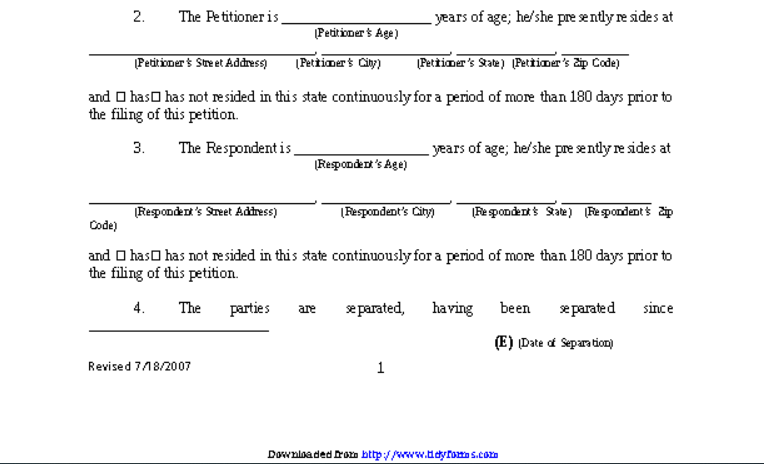 2. The Petitioner is ____________________ years of age; he/she presently resides at
(Petitioner's Age)
______________________________, _________________, _____________, _________
(Petitioner's Street Address) (Petitioner's City) (Petitioner's State) (Petitioner's Zip Code)
and ☐ has☐ has not resided in this state continuously for a period of more than 180 days prior to
the filing of this petition.
3. The Respondent is __________________ years of age; he/she presently resides at
(Respondent's Age)
______________________________, _________________, _____________, ____________
(Respondent's Street Address) (Respondent's City) (Respondent's State) (Respondent's Zip
Code)
and ☐ has☐ has not resided in this state continuously for a period of more than 180 days prior to
the filing of this petition.
4. The parties are separated, having been separated since
________________________
(E) (Date of Separation)
Revised 7/18/2007 1
Downloaded from http://www.tidyforms.com